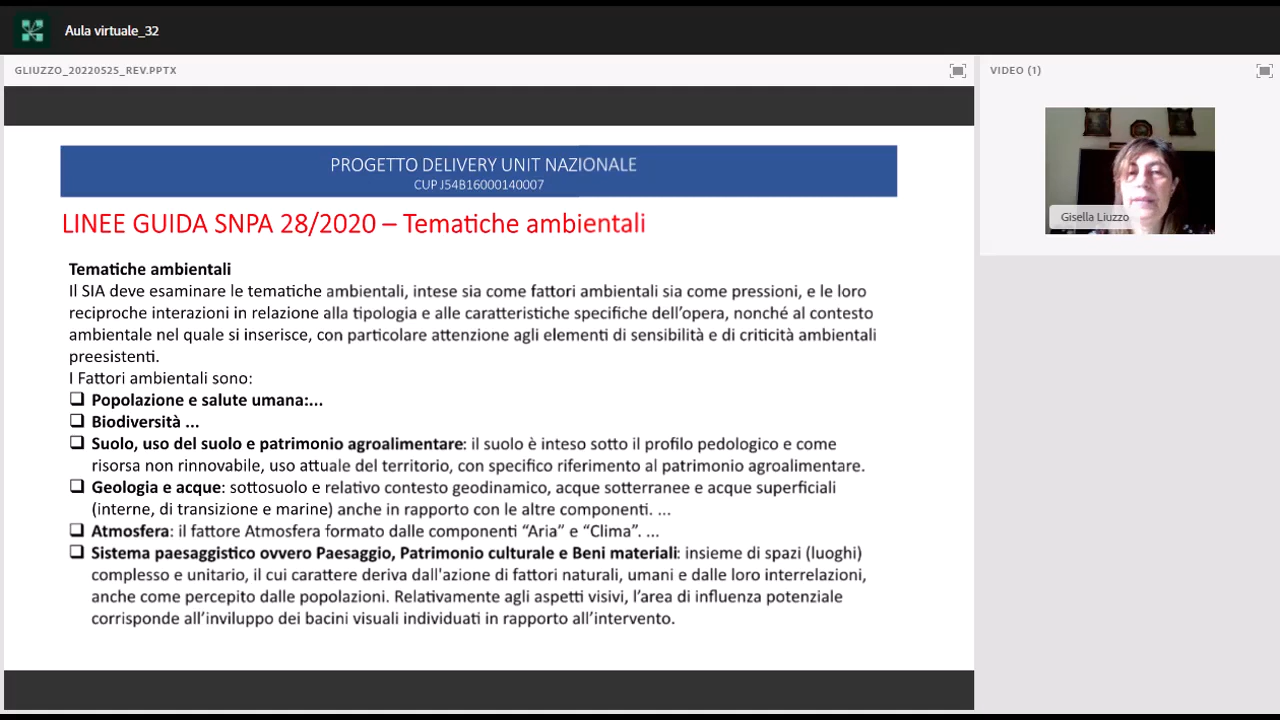 Aula virtuale_32
GLIUZZO_20220525_REV.PPTX
VIDEO (1)
PROGETTO DELIVERY UNIT NAZIONALE
CUP J54B16000140007
LINEE GUIDA SNPA 28/2020 – Tematiche ambientali
Tematiche ambientali
Il SIA deve esaminare le tematiche ambientali, intese sia come fattori ambientali sia come pressioni, e le loro
reciproche interazioni in relazione alla tipologia e alle caratteristiche specifiche dell’opera, nonché al contesto
ambientale nel quale si inserisce, con particolare attenzione agli elementi di sensibilità e di criticità ambientali
preesistenti.
I Fattori ambientali sono:
❑ Popolazione e salute umana:...
❑ Biodiversità ...
❑ Suolo, uso del suolo e patrimonio agroalimentare: il suolo è inteso sotto il profilo pedologico e come
risorsa non rinnovabile, uso attuale del territorio, con specifico riferimento al patrimonio agroalimentare.
❑ Geologia e acque: sottosuolo e relativo contesto geodinamico, acque sotterranee e acque superficiali
(interne, di transizione e marine) anche in rapporto con le altre componenti. ...
❑ Atmosfera: il fattore Atmosfera formato dalle componenti “Aria” e “Clima”. ...
❑ Sistema paesaggistico ovvero Paesaggio, Patrimonio culturale e Beni materiali: insieme di spazi (luoghi)
complesso e unitario, il cui carattere deriva dall'azione di fattori naturali, umani e dalle loro interrelazioni,
anche come percepito dalle popolazioni. Relativamente agli aspetti visivi, l’area di influenza potenziale
corrisponde all’inviluppo dei bacini visuali individuati in rapporto all’intervento.
Gisella Liuzzo